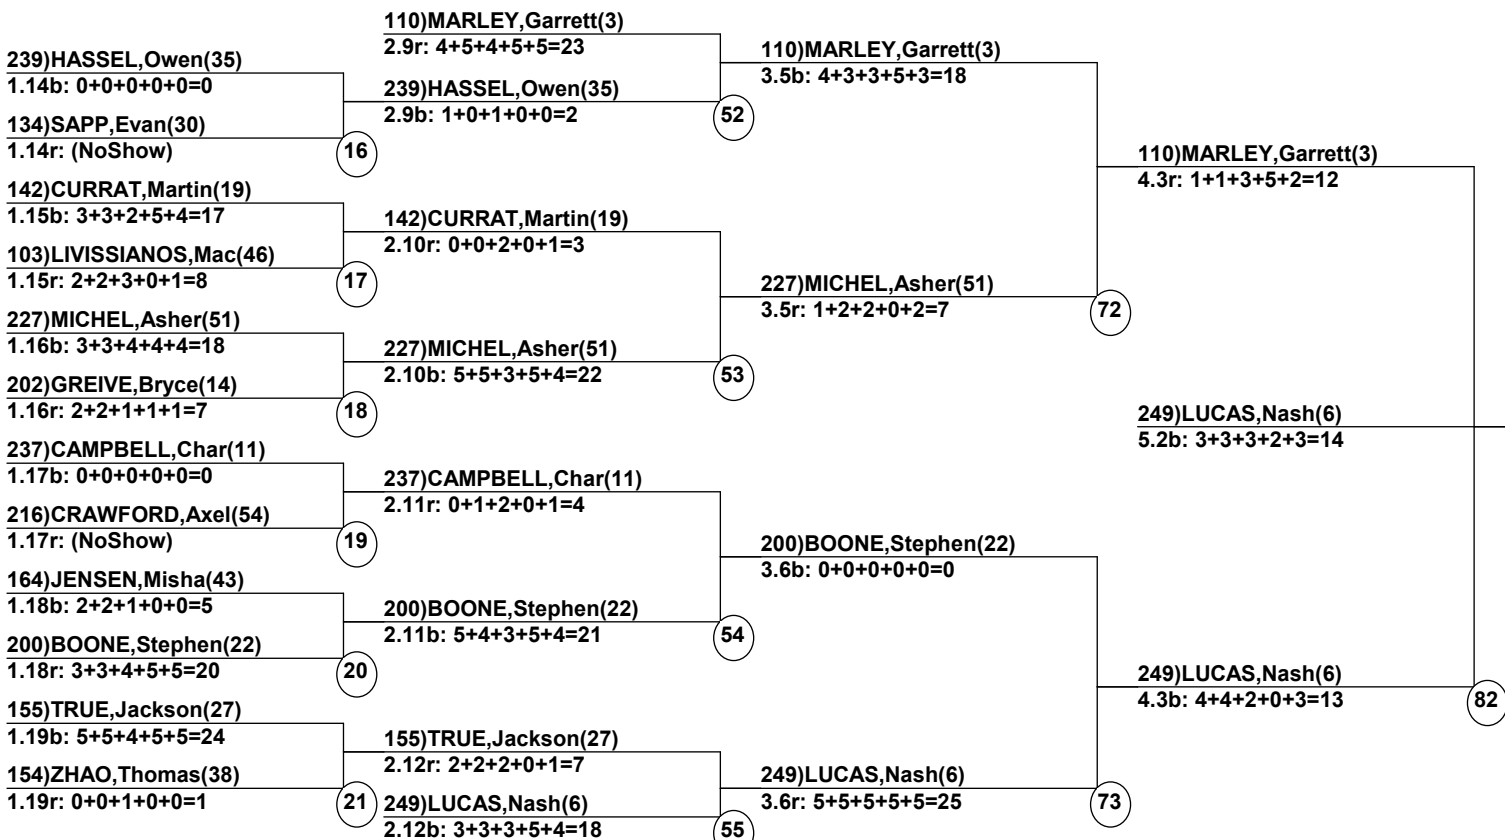 239)HASSEL,Owen(35)
1.14b: 0+0+0+0+0=0
134)SAPP,Evan(30)
1.14r: (NoShow)
16
142)CURRAT,Martin(19)
1.15b: 3+3+2+5+4=17
103)LIVISSIANOS,Mac(46)
1.15r: 2+2+3+0+1=8
17
227)MICHEL,Asher(51)
1.16b: 3+3+4+4+4=18
202)GREIVE,Bryce(14)
1.16r: 2+2+1+1+1=7
18
237)CAMPBELL,Char(11)
1.17b: 0+0+0+0+0=0
216)CRAWFORD,Axel(54)
1.17r: (NoShow)
19
164)JENSEN,Misha(43)
1.18b: 2+2+1+0+0=5
200)BOONE,Stephen(22)
1.18r: 3+3+4+5+5=20
20
155)TRUE,Jackson(27)
1.19b: 5+5+4+5+5=24
154)ZHAO,Thomas(38)
1.19r: 0+0+1+0+0=1
21
110)MARLEY,Garrett(3)
2.9r: 4+5+4+5+5=23
239)HASSEL,Owen(35)
2.9b: 1+0+1+0+0=2
52
142)CURRAT,Martin(19)
2.10r: 0+0+2+0+1=3
227)MICHEL,Asher(51)
2.10b: 5+5+3+5+4=22
53
237)CAMPBELL,Char(11)
2.11r: 0+1+2+0+1=4
200)BOONE,Stephen(22)
2.11b: 5+4+3+5+4=21
54
155)TRUE,Jackson(27)
2.12r: 2+2+2+0+1=7
249)LUCAS,Nash(6)
2.12b: 3+3+3+5+4=18
55
110)MARLEY,Garrett(3)
3.5b: 4+3+3+5+3=18
227)MICHEL,Asher(51)
3.5r: 1+2+2+0+2=7
72
200)BOONE,Stephen(22)
3.6b: 0+0+0+0+0=0
249)LUCAS,Nash(6)
3.6r: 5+5+5+5+5=25
73
110)MARLEY,Garrett(3)
4.3r: 1+1+3+5+2=12
249)LUCAS,Nash(6)
4.3b: 4+4+2+0+3=13
82
249)LUCAS,Nash(6)
5.2b: 3+3+3+2+3=14